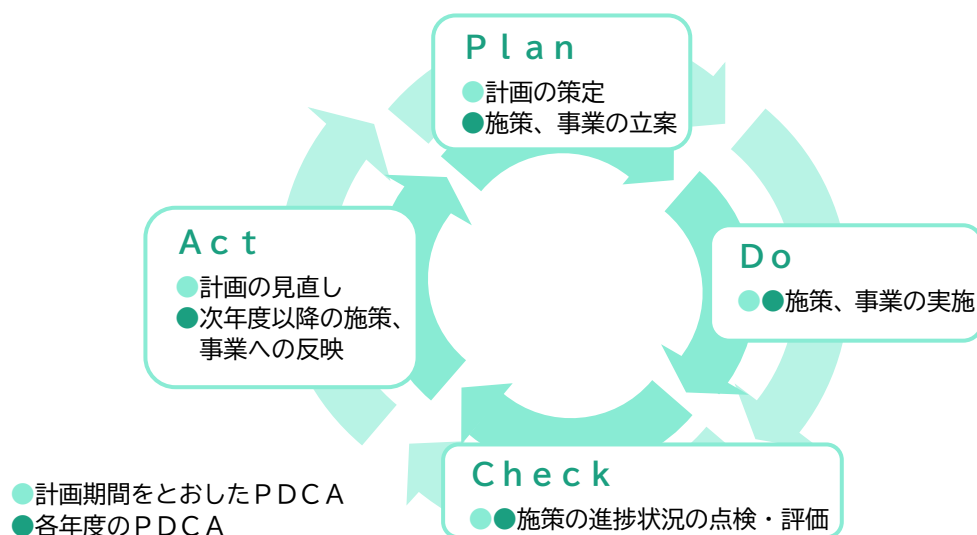 Ｐｌａｎ
●計画の策定
●施策、事業の立案
Ａｃｔ
●計画の見直し
●次年度以降の施策、
事業への反映
Ｄｏ
●●施策、事業の実施
Ｃｈｅｃｋ
●●施策の進捗状況の点検・評価
●計画期間をとおしたＰＤＣＡ
●各年度のＰＤＣＡ